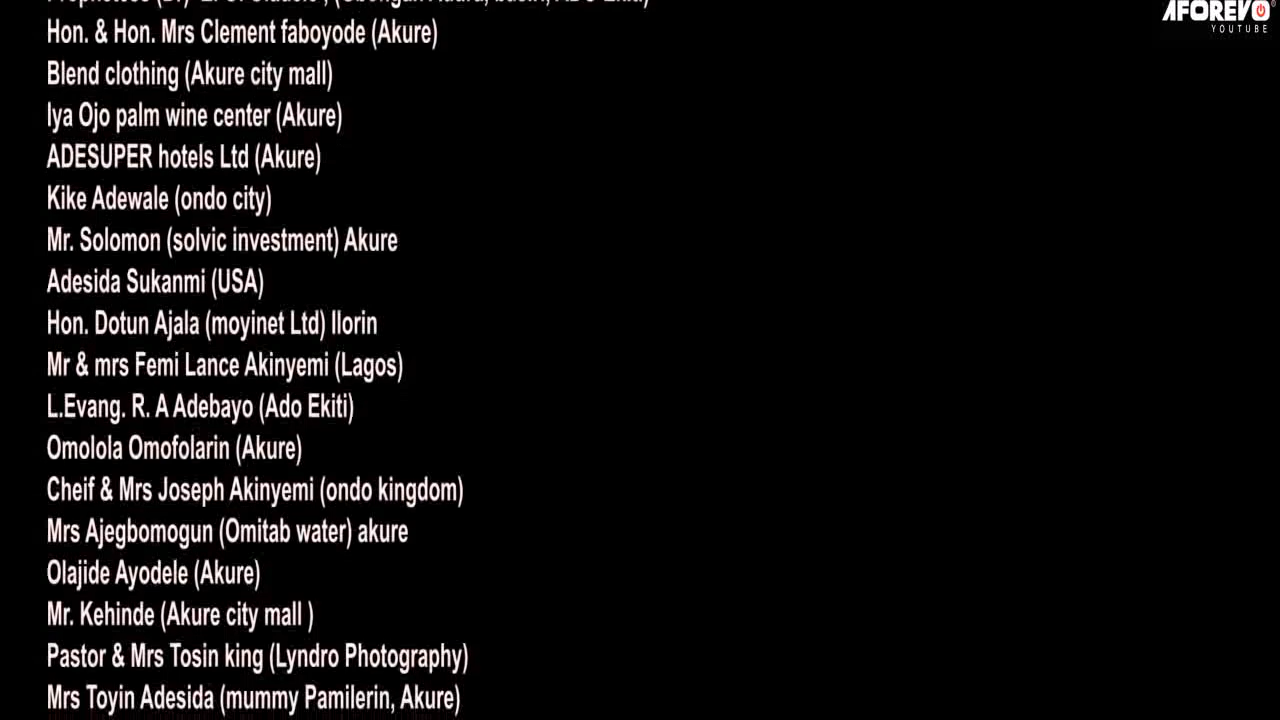 Hon. & Hon. Mrs Clement faboyode (Akure)
Blend clothing (Akure city mall)
Iya Ojo palm wine center (Akure)
ADESUPER hotels Ltd (Akure)
Kike Adewale (ondo city)
Mr. Solomon (solvic investment) Akure
Adesida Sukanmi (USA)
Hon. Dotun Ajala (moyinet Ltd) Ilorin
Mr & mrs Femi Lance Akinyemi (Lagos)
L.Evang. R. A Adebayo (Ado Ekiti)
Omolola Omofolarin (Akure)
Cheif & Mrs Joseph Akinyemi (ondo kingdom)
Mrs Ajegbomogun (Omitab water) akure
Olajide Ayodele (Akure)
Mr. Kehinde (Akure city mall )
Pastor & Mrs Tosin king (Lyndro Photography)
Mrs Toyin Adesida (mummy Pamilerin, Akure)
AFOREVO
YOUTUBE